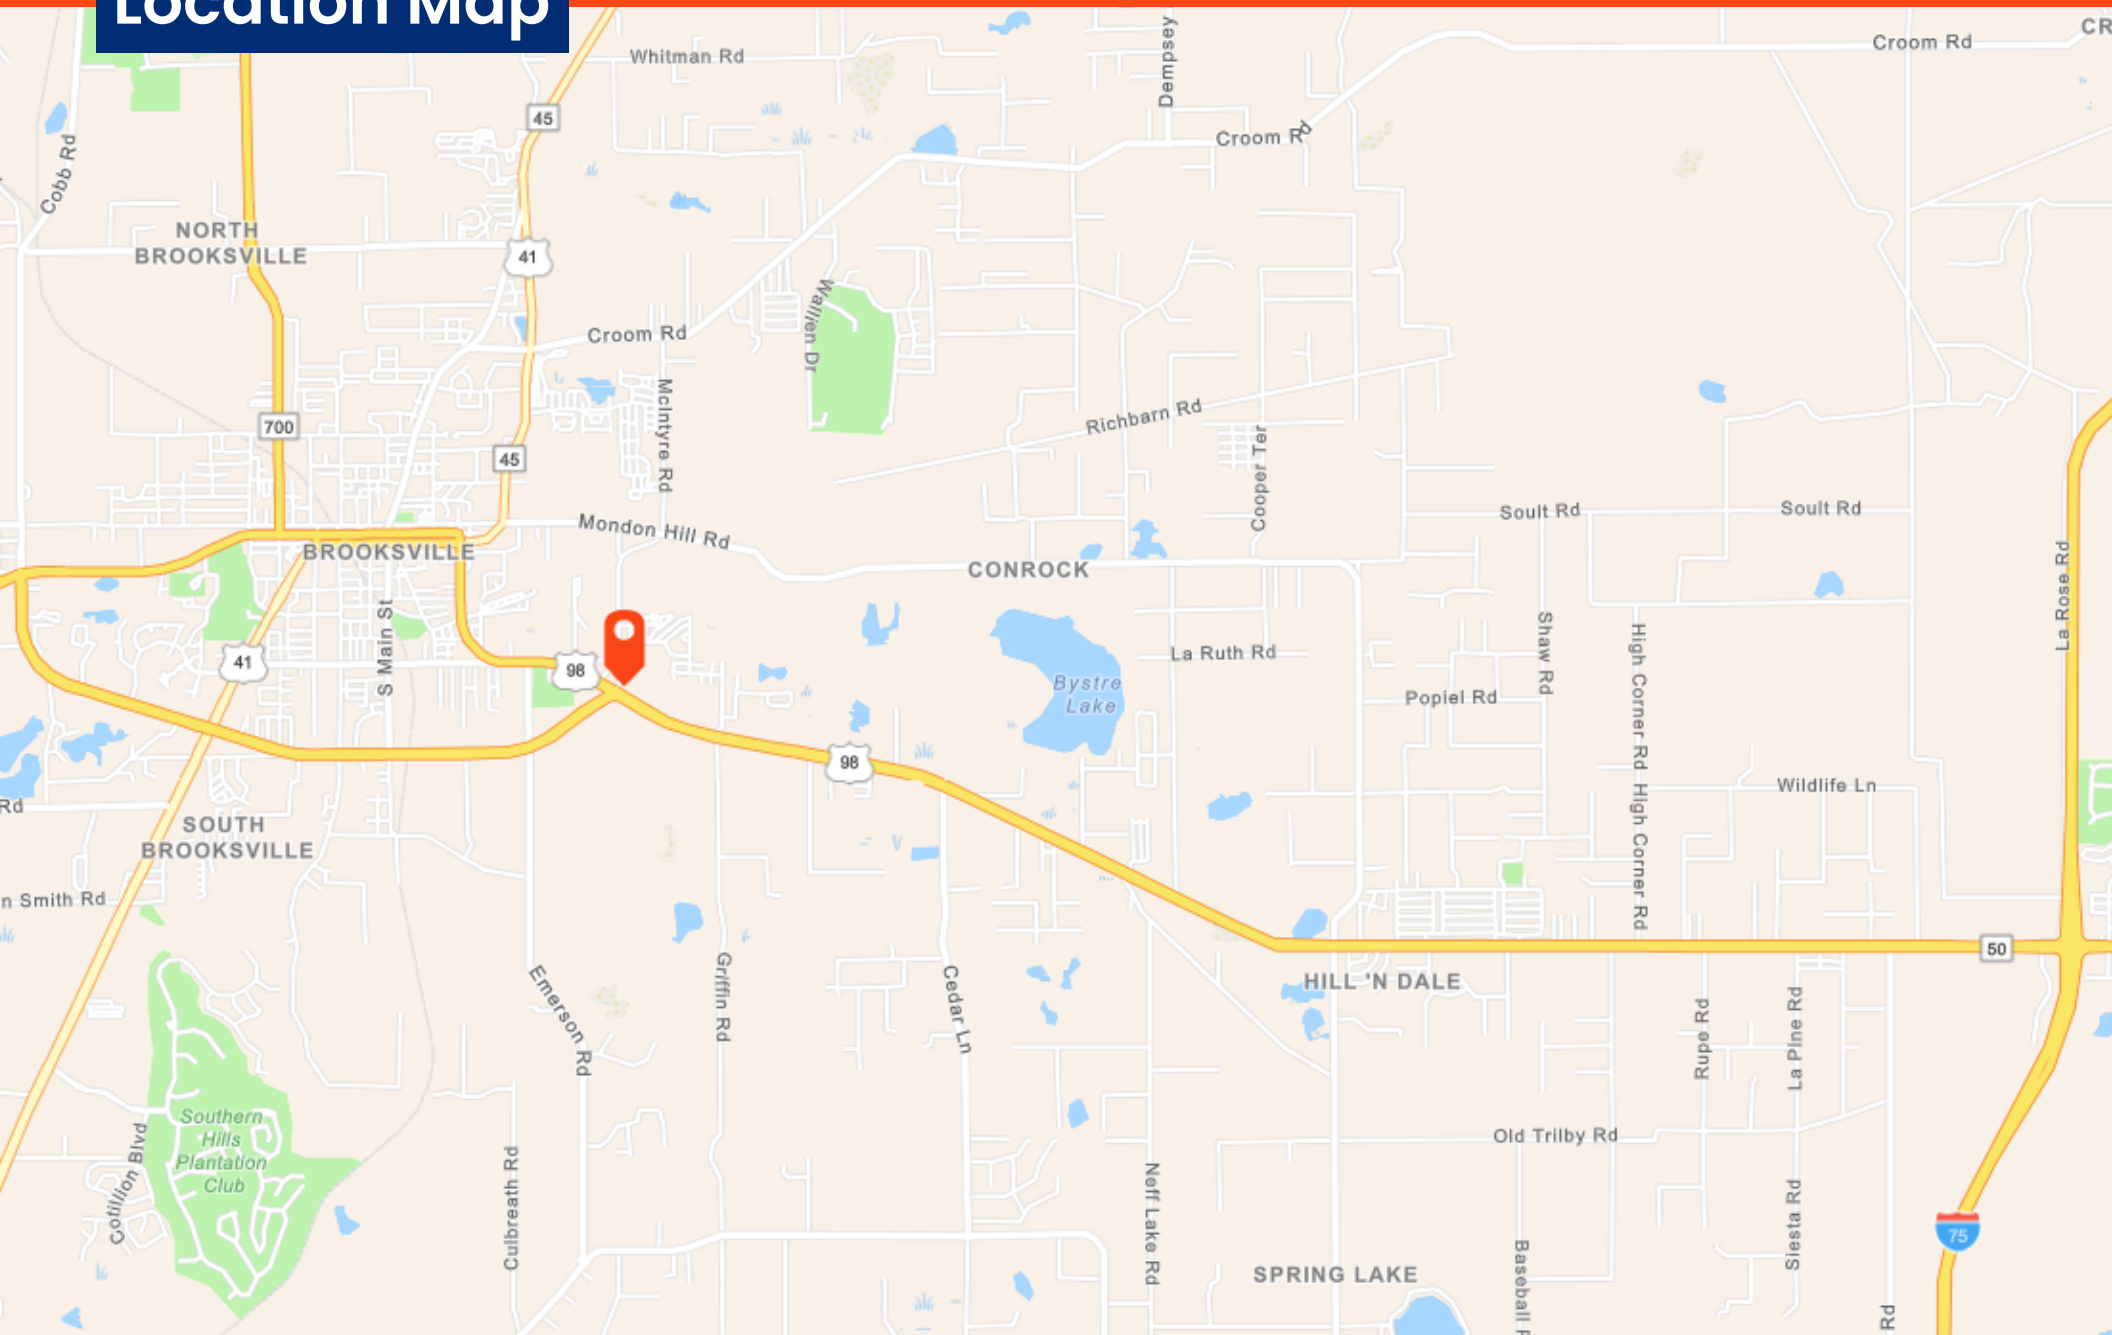 Location Map
Whitman Rd
Dempsey
Croom Rd
CR
45
Croom Rd
Cobb Rd
NORTH
BROOKSVILLE
41
Croom Rd
Wallien Dr
McIntyre Rd
700
45
Richbarn Rd
Cooper Ter
Mondon Hill Rd
Soult Rd
Soult Rd
BROOKSVILLE
CONROCK
La Rose Rd
S Main St
41
98
La Ruth Rd
Shaw Rd
High Corner Rd
Bystre
Lake
Popiel Rd
98
Wildlife Ln
Rd
SOUTH
BROOKSVILLE
High Corner Rd
n Smith Rd
50
Emerson Rd
Griffin Rd
Cedar Ln
HILL 'N DALE
Rupe Rd
La Pine Rd
Southern
Hills
Plantation
Club
Cotillion Blvd
Culbreath Rd
Old Trilby Rd
Neff Lake Rd
Siesta Rd
75
SPRING LAKE
Baseball
Rd